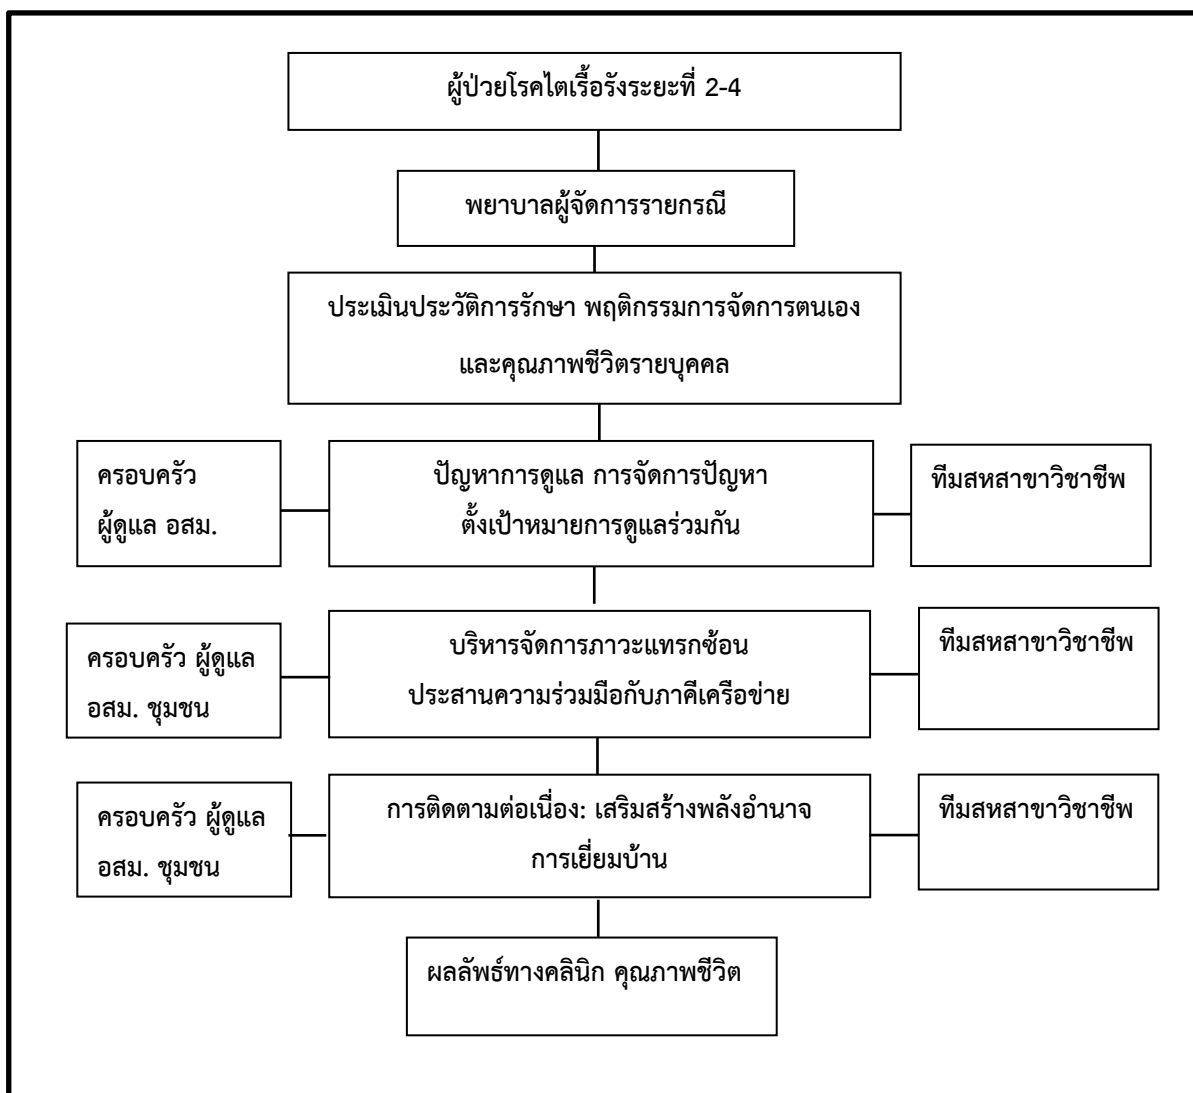 ผู้ป่วยโรคไตเรื้อรังระยะที่ 2-4
พยาบาลผู้จัดการรายกรณี
ประเมินประวัติการรักษา พฤติกรรมการจัดการตนเอง
และคุณภาพชีวิตรายบุคคล
ครอบครัว
ผู้ดูแล อสม.
ปัญหาการดูแล การจัดการปัญหา
ตั้งเป้าหมายการดูแลร่วมกัน
ทีมสหสาขาวิชาชีพ
ครอบครัว ผู้ดูแล
อสม. ชุมชน
บริหารจัดการภาวะแทรกซ้อน
ประสานความร่วมมือกับภาคีเครือข่าย
ทีมสหสาขาวิชาชีพ
ครอบครัว ผู้ดูแล
อสม. ชุมชน
การติดตามต่อเนื่อง: เสริมสร้างพลังอำนาจ
การเยี่ยมบ้าน
ทีมสหสาขาวิชาชีพ
ผลลัพธ์ทางคลินิก คุณภาพชีวิต